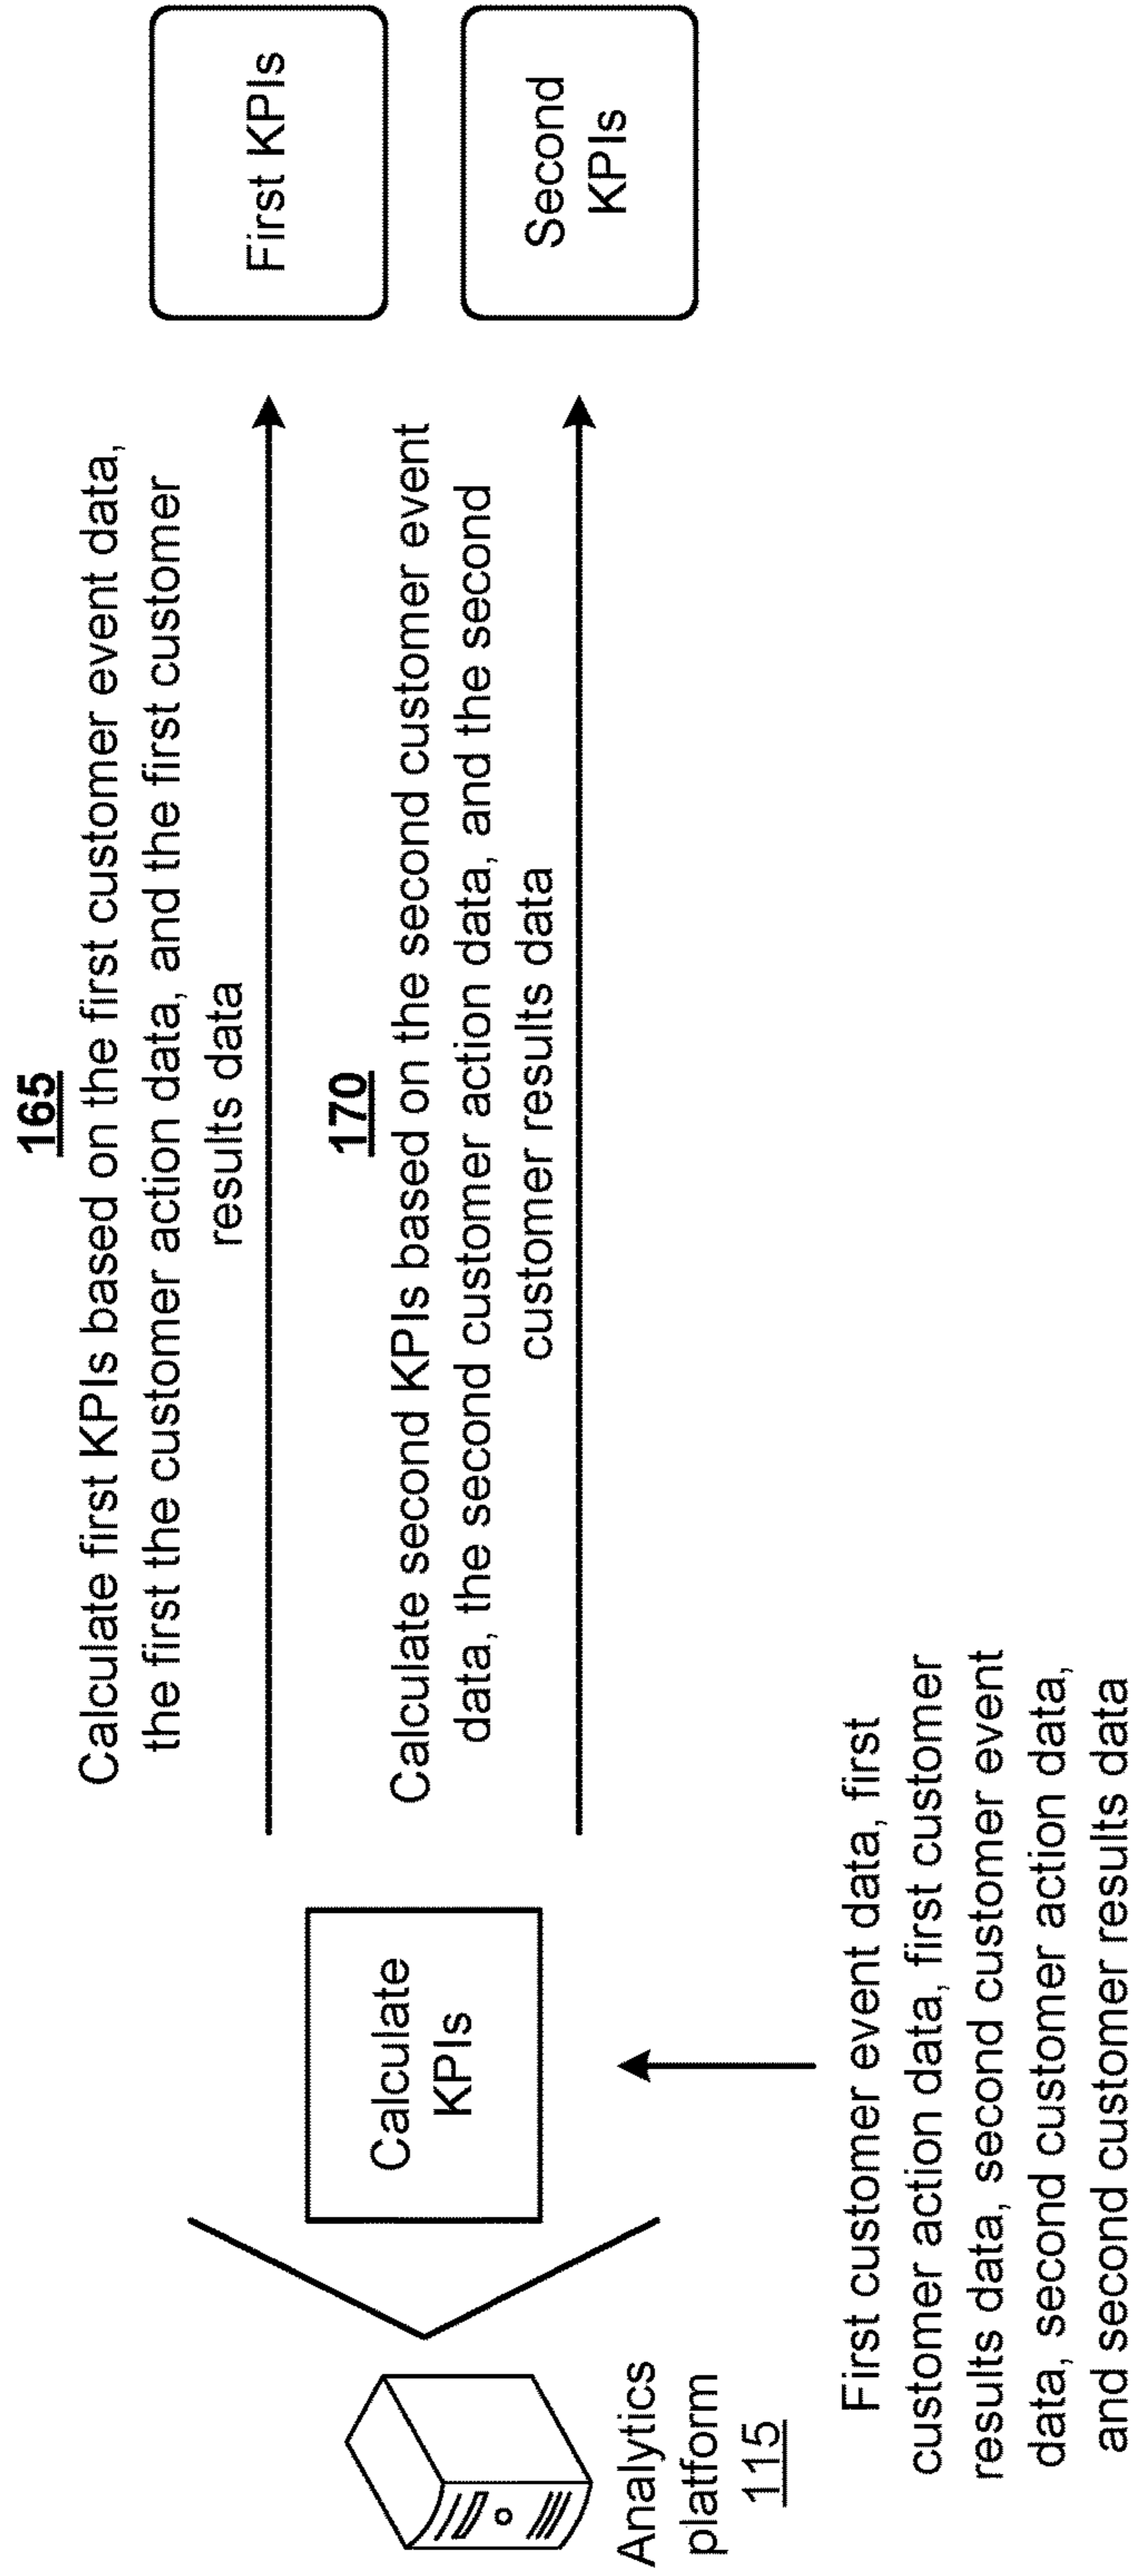 165
Calculate first KPIs based on the first customer event data,
the first the customer action data, and the first customer
results data
First KPIs
170
Calculate second KPIs based on the second customer event
data, the second customer action data, and the second
customer results data
Second
KPIs
Calculate
KPIs
Analytics
platform
115
First customer event data, first
customer action data, first customer
results data, second customer event
data, second customer action data,
and second customer results data